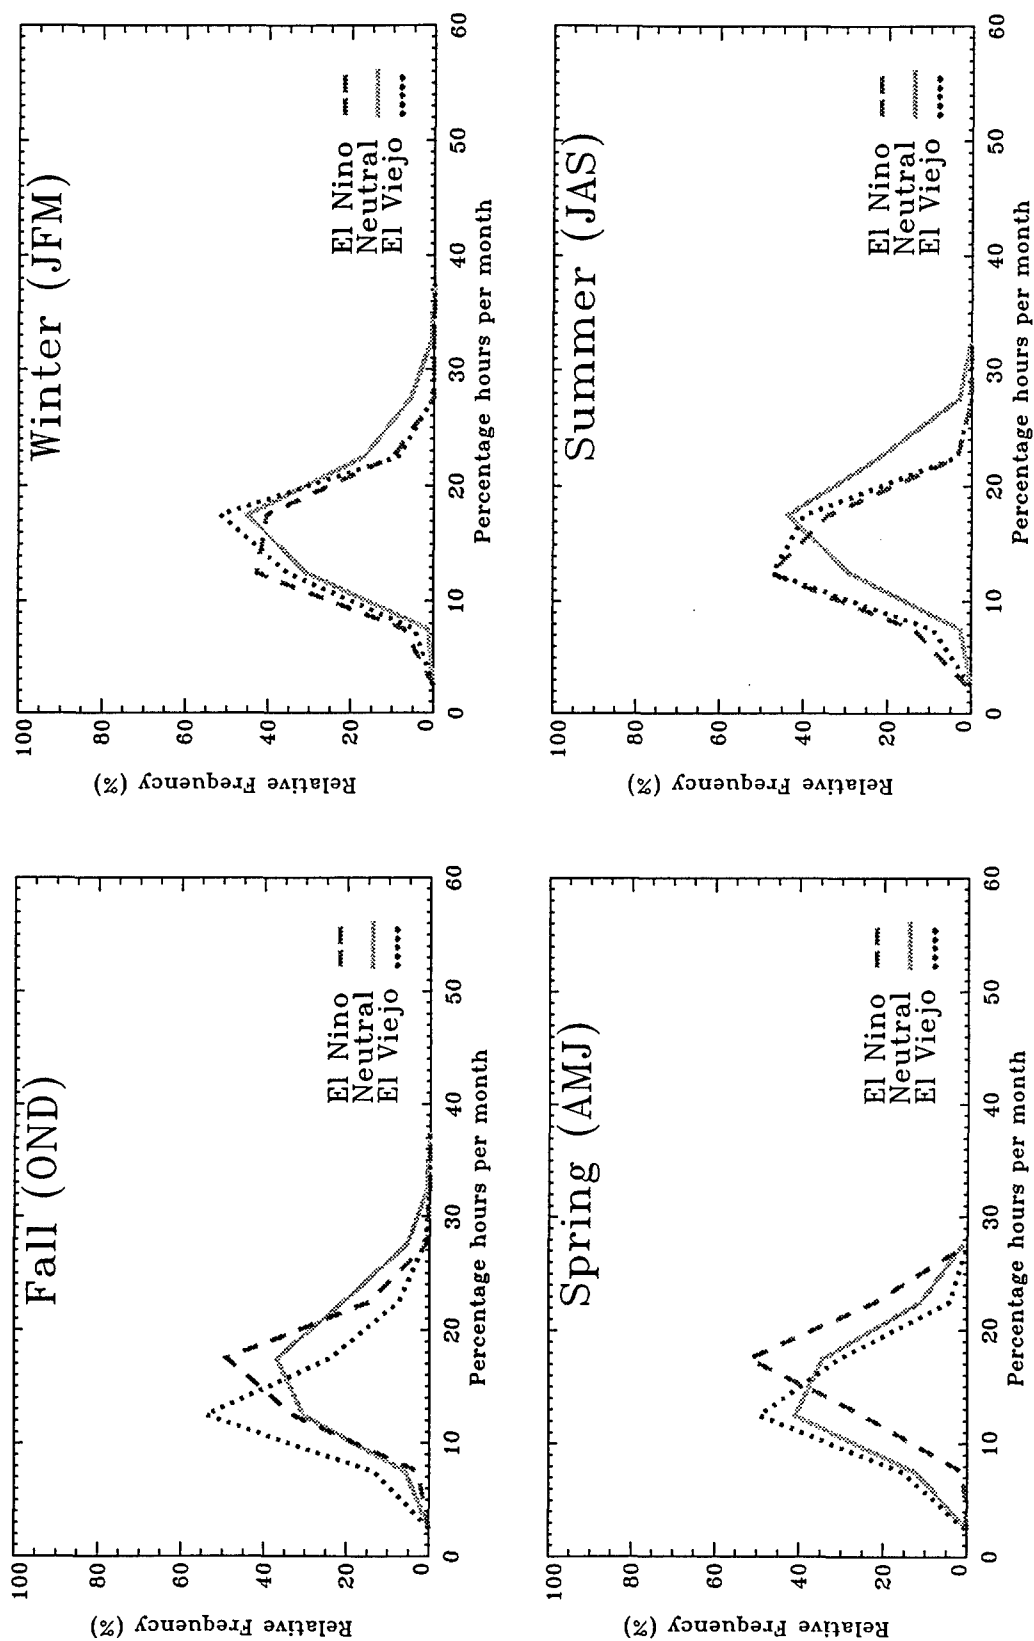 Fall (OND)
Relative Frequency (%)
100
80
60
40
20
0
El Nino
Neutral
El Viejo
0
10
20
30
40
50
60
Percentage hours per month
Winter (JFM)
Relative Frequency (%)
100
80
60
40
20
0
El Nino
Neutral
El Viejo
0
10
20
30
40
50
60
Percentage hours per month
Spring (AMJ)
Relative Frequency (%)
100
80
60
40
20
0
El Nino
Neutral
El Viejo
0
10
20
30
40
50
60
Percentage hours per month
Summer (JAS)
Relative Frequency (%)
100
80
60
40
20
0
El Nino
Neutral
El Viejo
0
10
20
30
40
50
60
Percentage hours per month